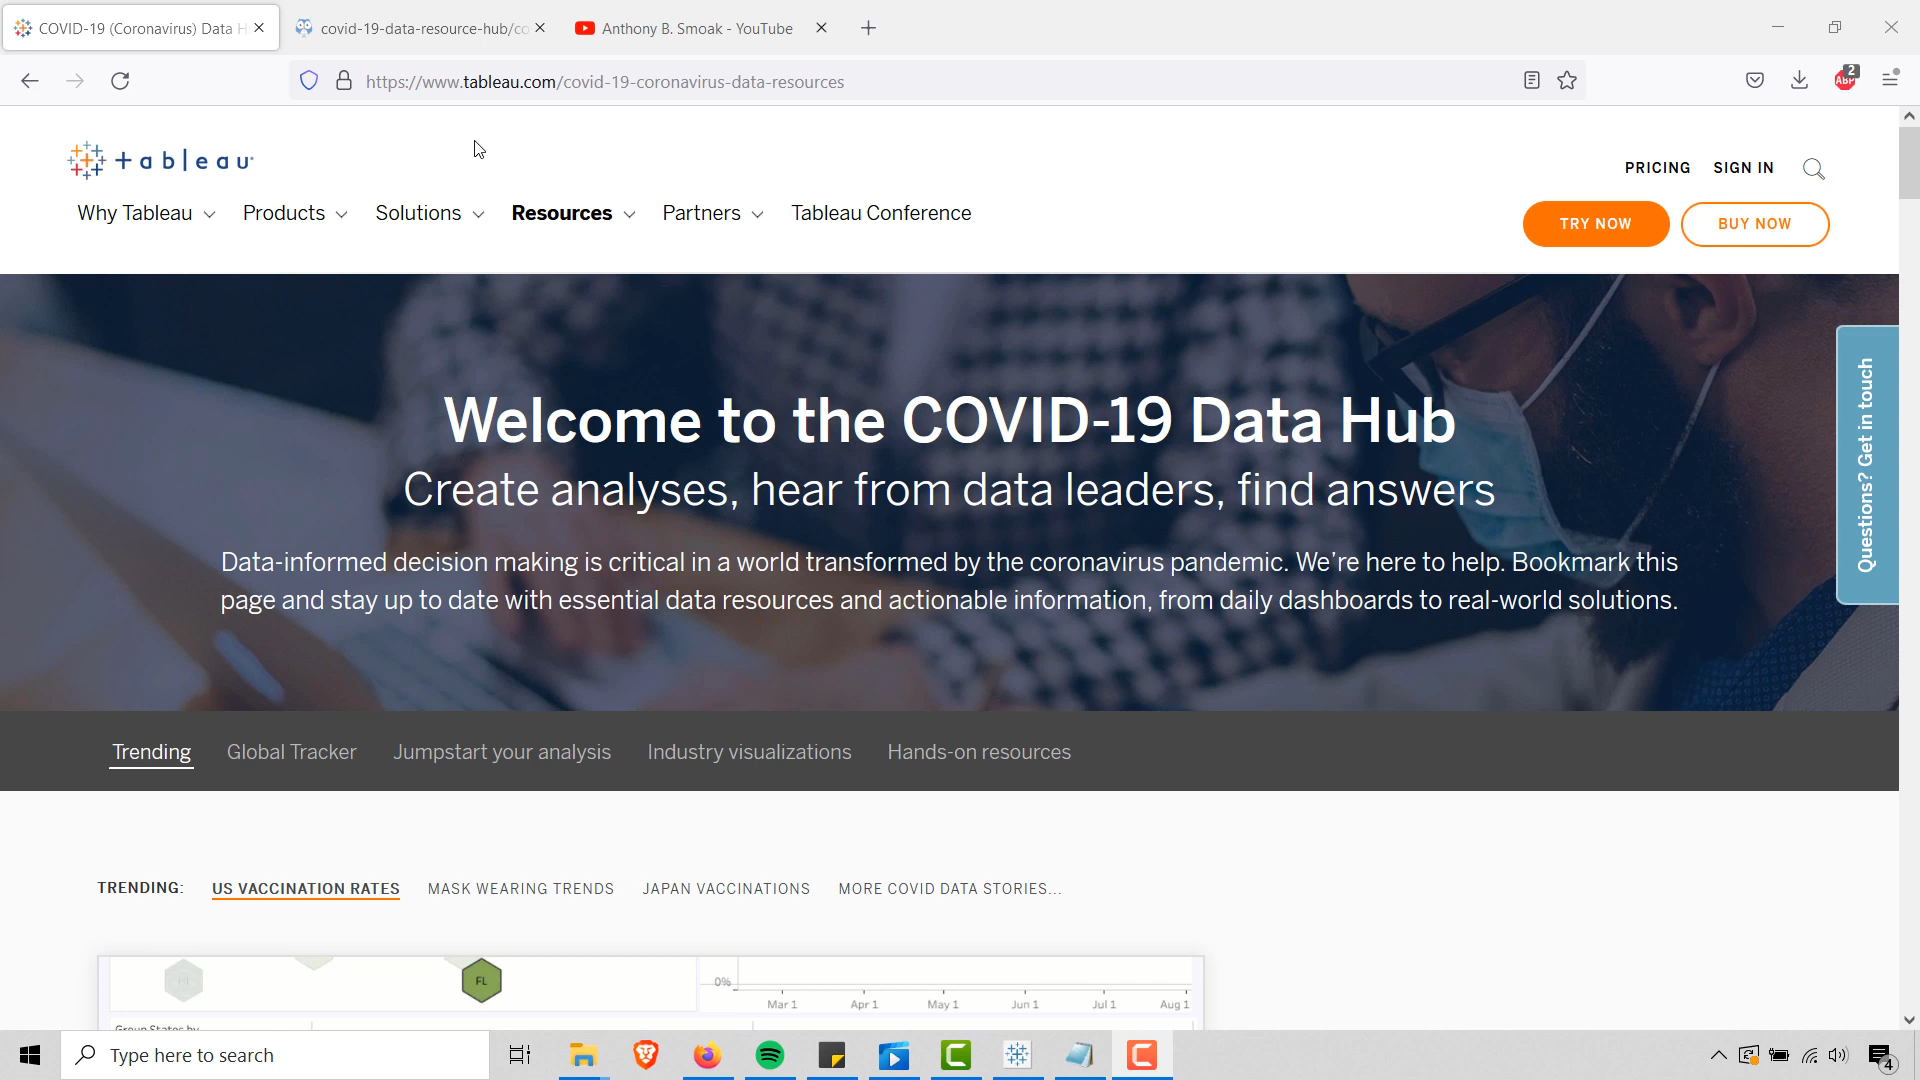 COVID-19 (Coronavirus) Data H
covid-19-data-resource-hub/co
Anthony B. Smoak - YouTube
https://www.tableau.com/covid-19-coronavirus-data-resources
ABP
2
+ableau
PRICING
SIGN IN
Why Tableau
Products
Solutions
Resources
Partners
Tableau Conference
TRY NOW
BUY NOW
Welcome to the COVID-19 Data Hub
Create analyses, hear from data leaders, find answers
Data-informed decision making is critical in a world transformed by the coronavirus pandemic. We’re here to help. Bookmark this
page and stay up to date with essential data resources and actionable information, from daily dashboards to real-world solutions.
Questions? Get in touch
Trending
Global Tracker
Jumpstart your analysis
Industry visualizations
Hands-on resources
TRENDING:
US VACCINATION RATES
MASK WEARING TRENDS
JAPAN VACCINATIONS
MORE COVID DATA STORIES...
FL
0%
Mar 1
Apr 1
May 1
Jun 1
Jul 1
Aug 1
Group States by
Type here to search
4